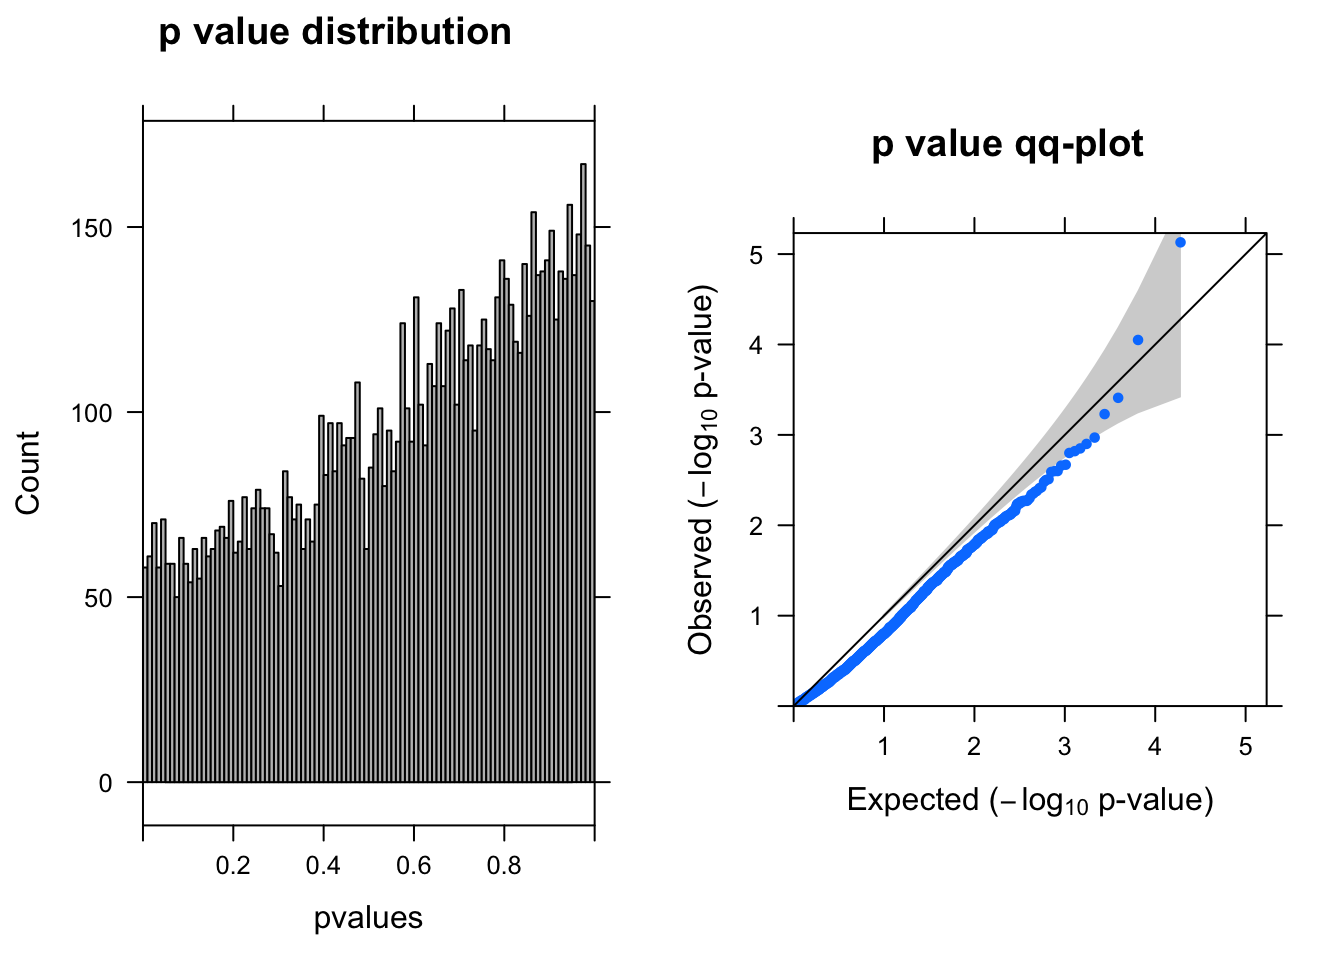 p value distribution
150
100
50
0
Count
0.2 0.4 0.6 0.8
pvalues
p value qq-plot
5
4
3
2
1
Observed (−log10 p-value)
1 2 3 4 5
Expected (−log10 p-value)